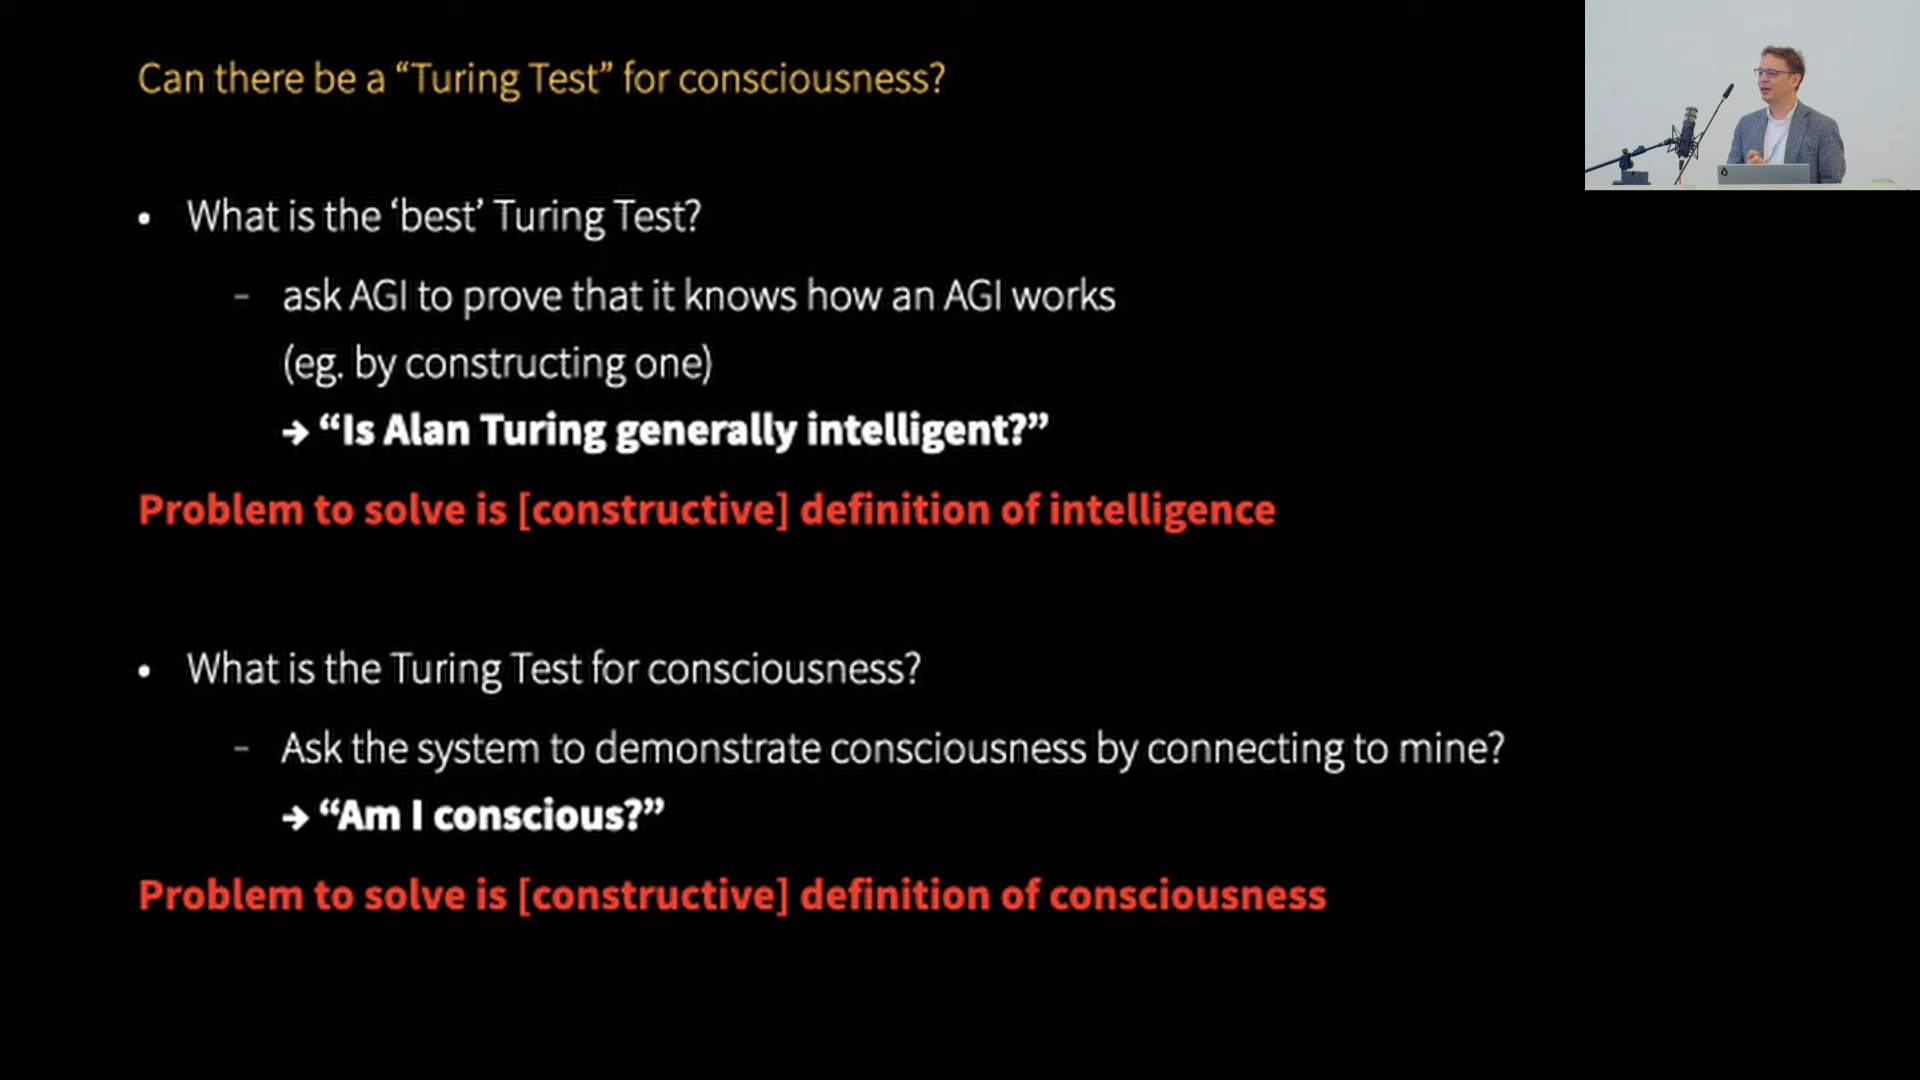 Can there be a “Turing Test” for consciousness?
• What is the ‘best’ Turing Test?
– ask AGI to prove that it knows how an AGI works
(eg. by constructing one)
→ “Is Alan Turing generally intelligent?”
Problem to solve is [constructive] definition of intelligence
• What is the Turing Test for consciousness?
– Ask the system to demonstrate consciousness by connecting to mine?
→ “Am I conscious?”
Problem to solve is [constructive] definition of consciousness